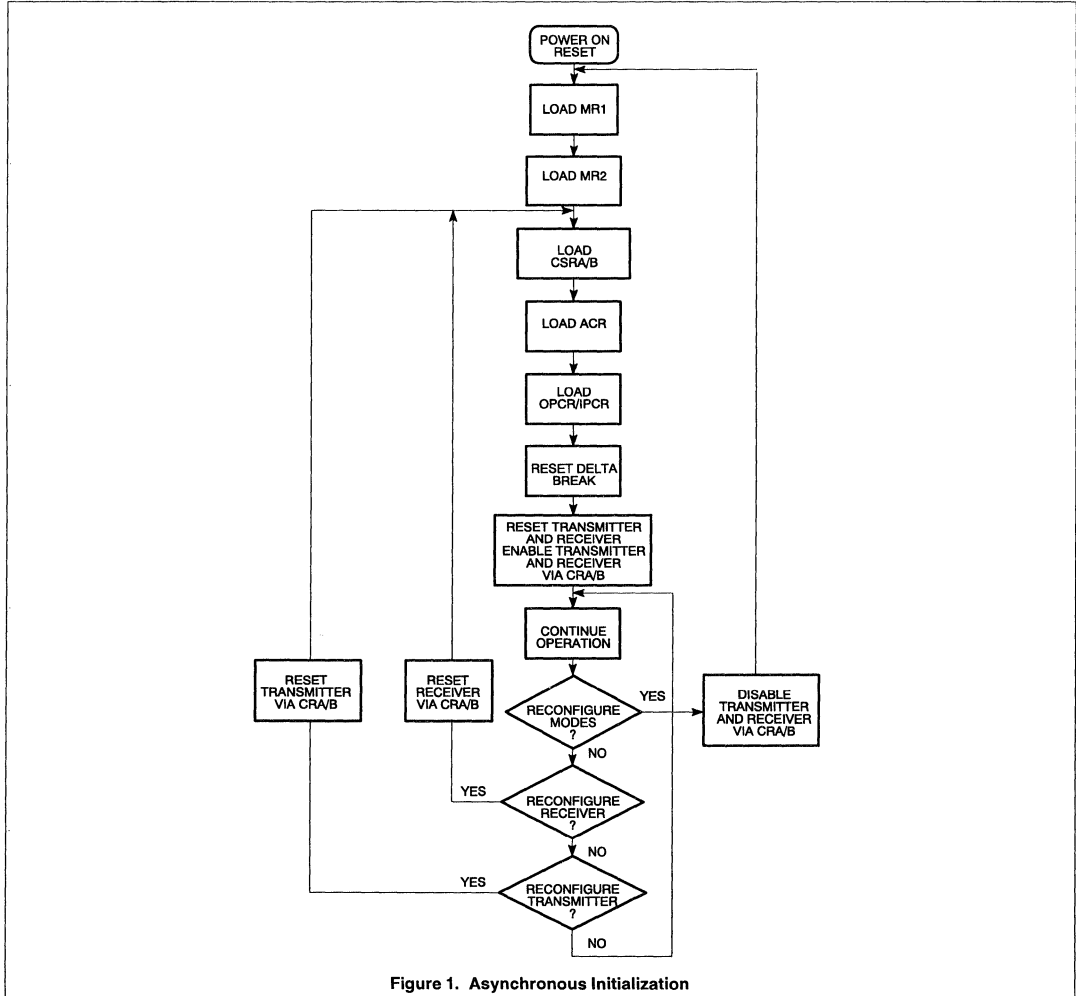 POWER ON
RESET
LOAD MR1
LOAD MR2
LOAD
CSRA/B
LOAD ACR
LOAD
OPCR/IPCR
RESET DELTA
BREAK
RESET TRANSMITTER
AND RECEIVER
ENABLE TRANSMITTER
AND RECEIVER
VIA CRA/B
CONTINUE
OPERATION
RESET
TRANSMITTER
VIA CRA/B
RESET
RECEIVER
VIA CRA/B
RECONFIGURE
MODES
?
YES
DISABLE
TRANSMITTER
AND RECEIVER
VIA CRA/B
NO
YES
RECONFIGURE
RECEIVER
?
NO
YES
RECONFIGURE
TRANSMITTER
?
NO
Figure 1. Asynchronous Initialization